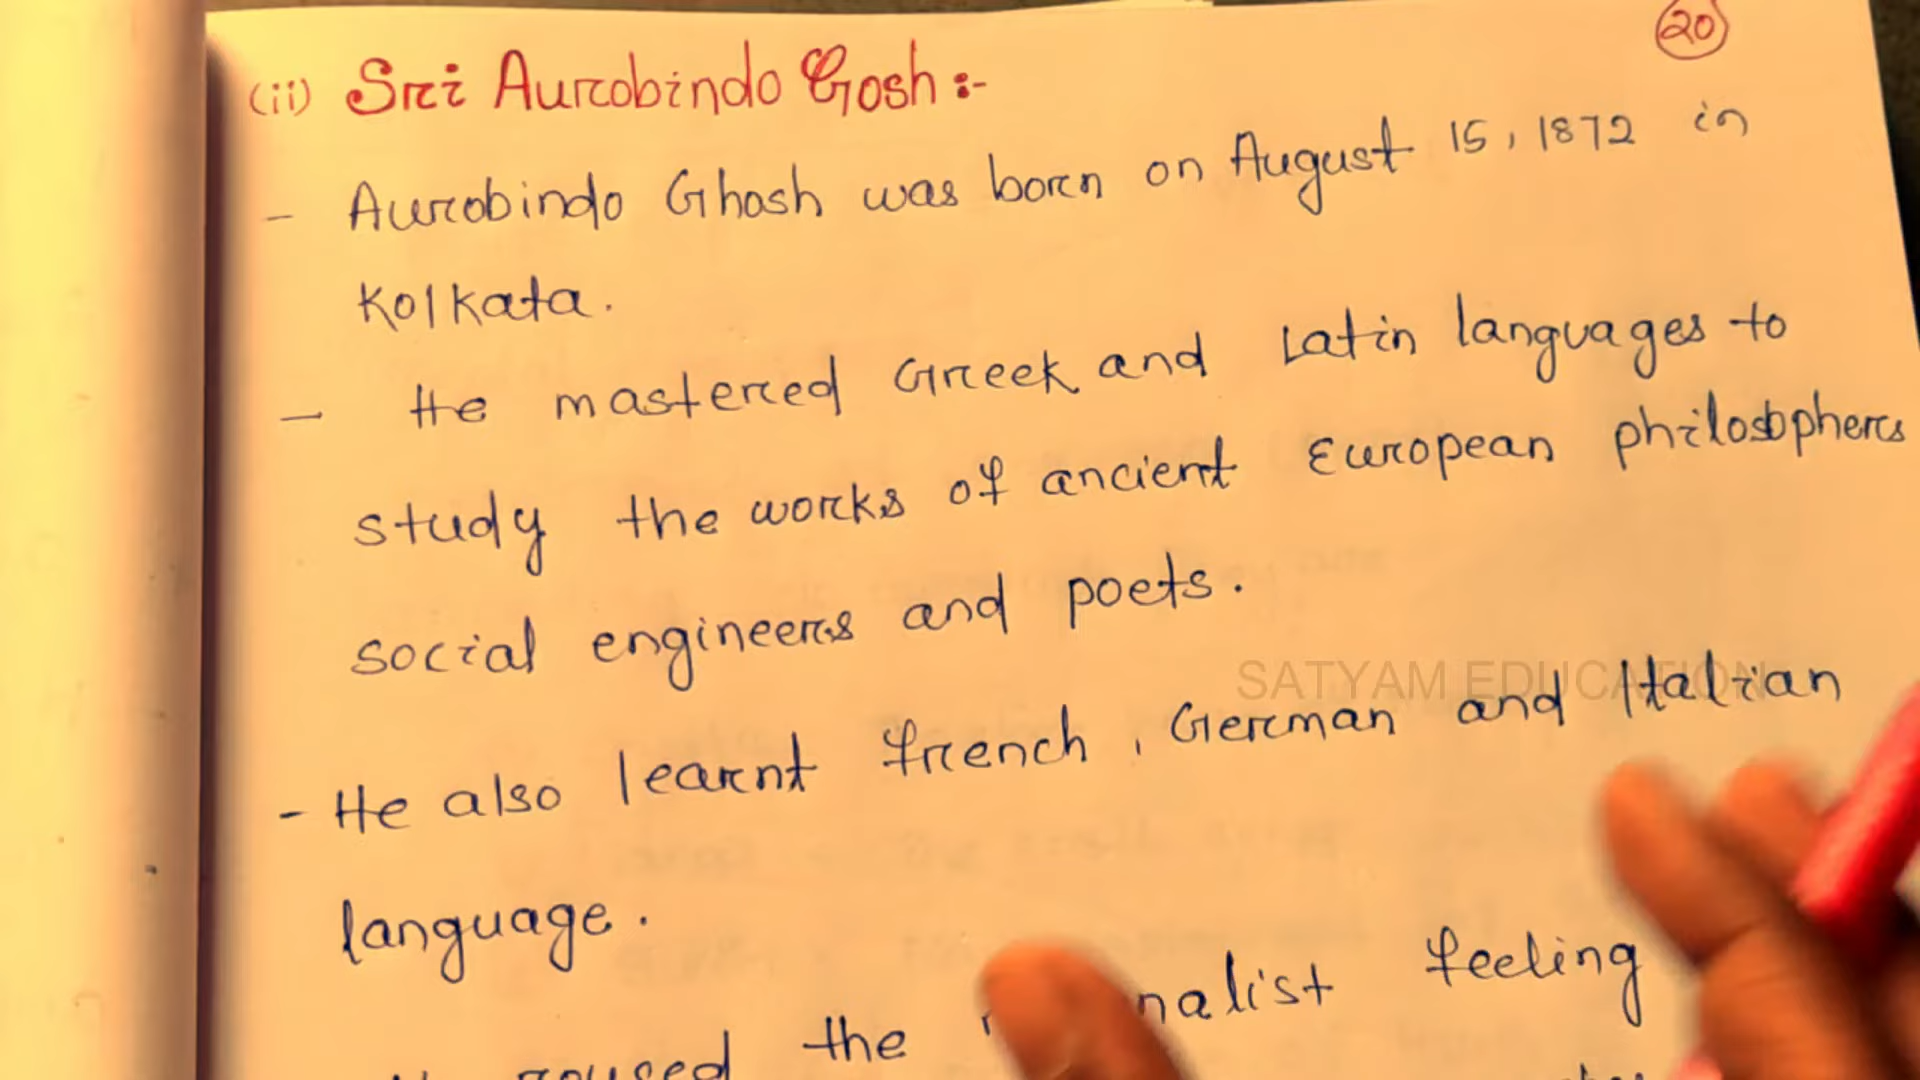 20
(ii) Sri Aurobindo Gosh :-
- Aurobindo Ghosh was born on August 15, 1872 in
Kolkata.
- He mastered Greek and Latin languages to
study the works of ancient European philosophers
social engineers and poets.
SATYAM EDUCATION
- He also learnt french, German and Italian
language.
roused the nalist feeling